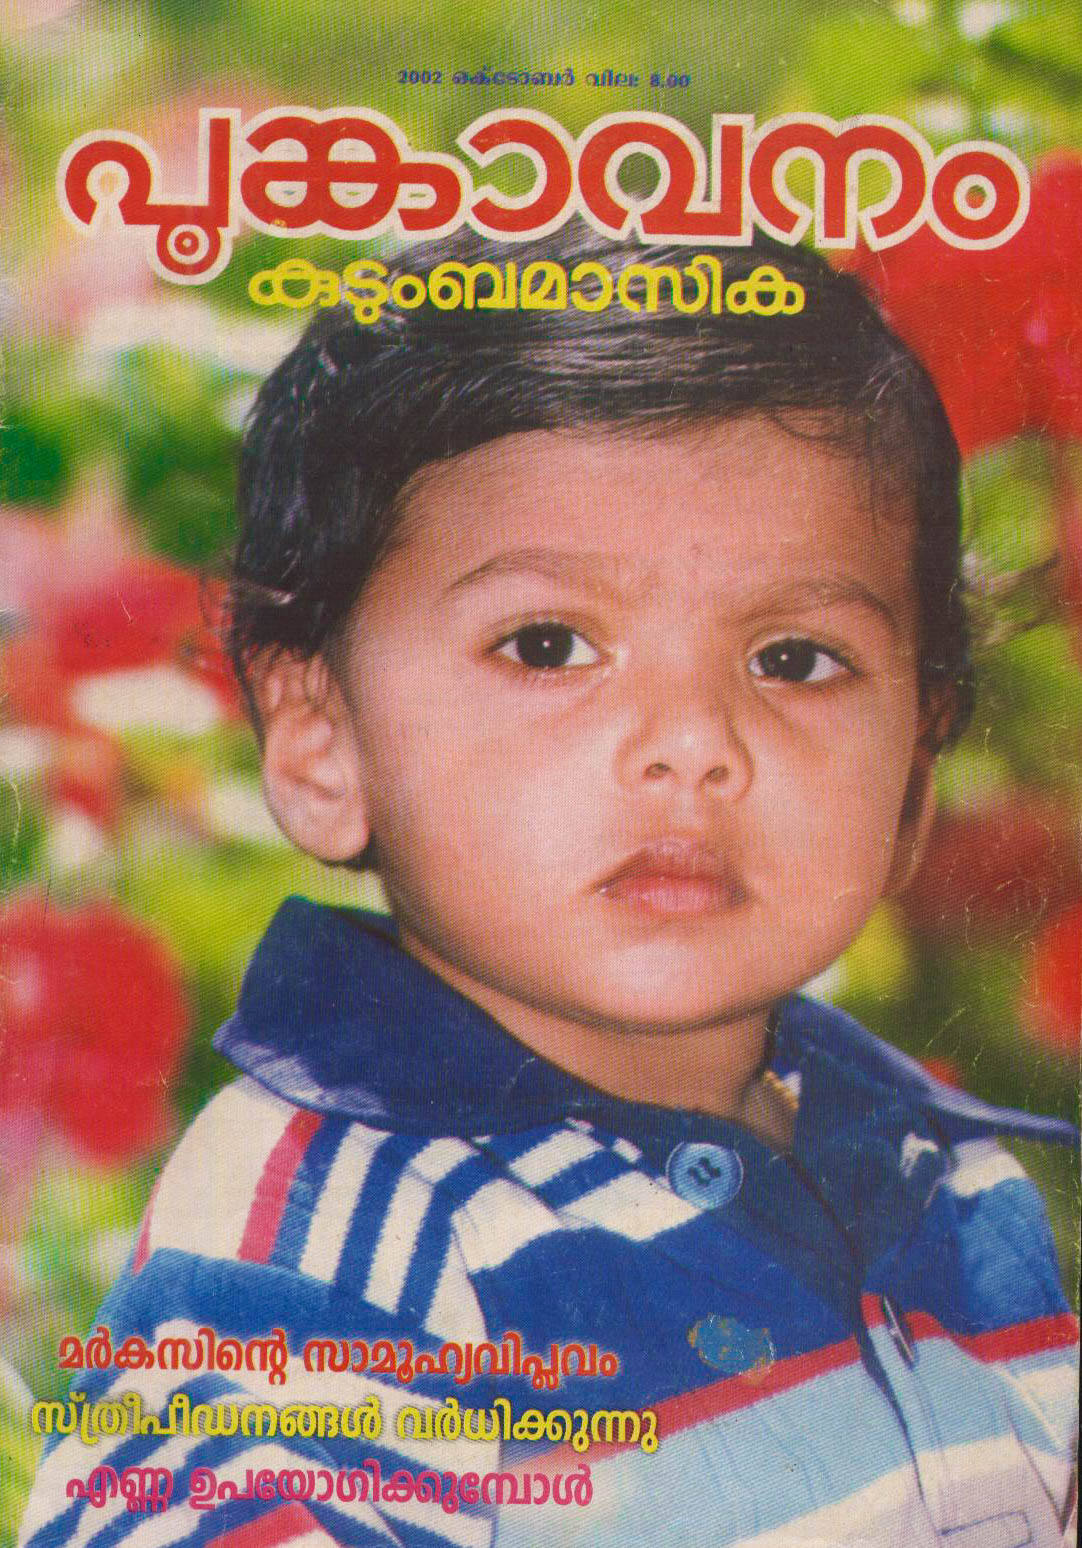 2002 ഒക്ടോബർ വില: 8.00
പൂങ്കാവനം
കുടുംബമാസിക
മർകസിന്റെ സാമൂഹ്യവിപ്ലവം
സ്ത്രീപീഡനങ്ങൾ വർധിക്കുന്നു
എണ്ണ ഉപയോഗിക്കുമ്പോൾ